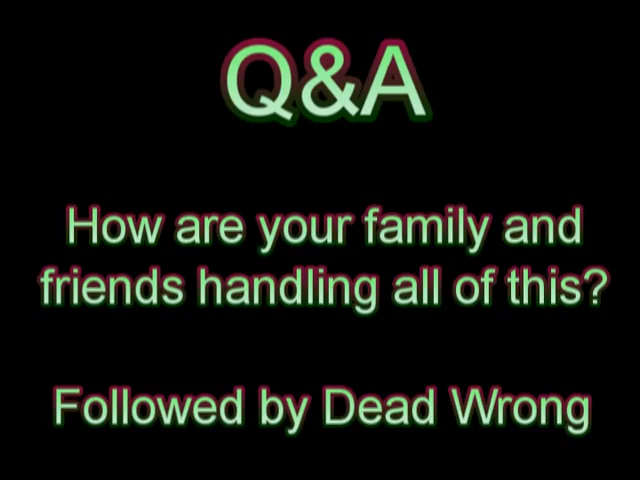 Q&A
How are your family and
friends handling all of this?
Followed by Dead Wrong